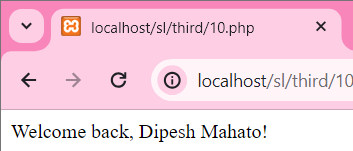 localhost/sl/third/10.php
localhost/sl/third/10
Welcome back, Dipesh Mahato!